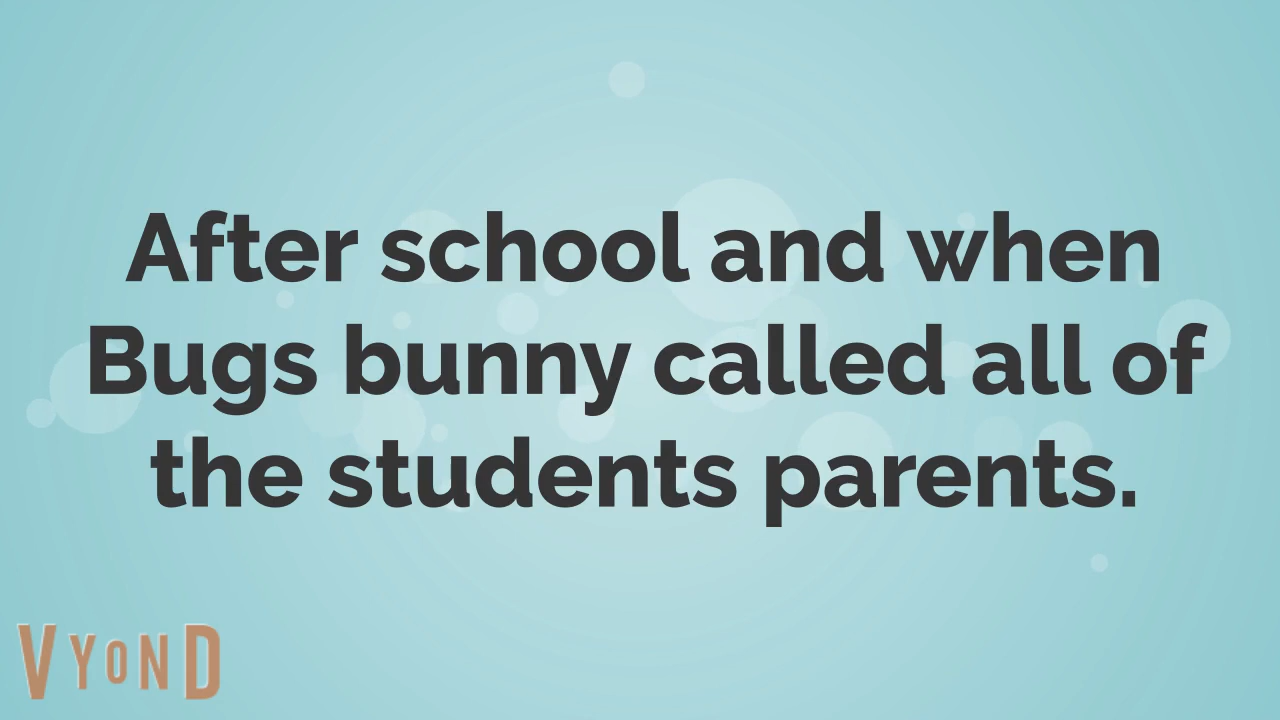 After school and when
Bugs bunny called all of
the students parents.
VYOND